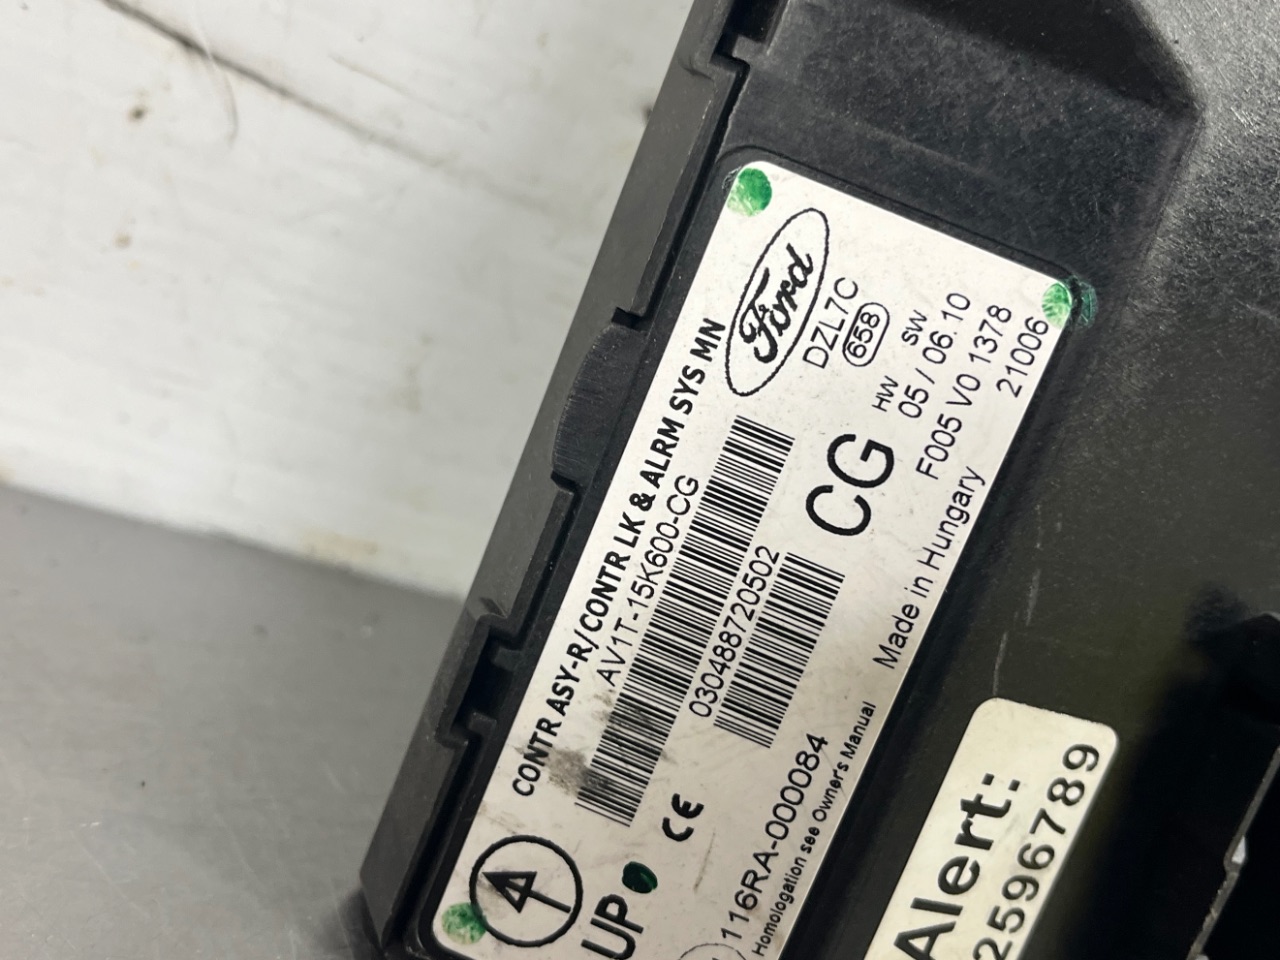 Ford
DZL7C
658
HW SW
05 / 06.10
F005 V0 1378
21006
CONTR ASY-R/CONTR LK & ALRM SYS MN
AV1T-15K600-CG
CG
03048872050​2
Made in Hungary
UP
CE
116RA-000084
Homologation see Owner's Manual
Alert:
2596789